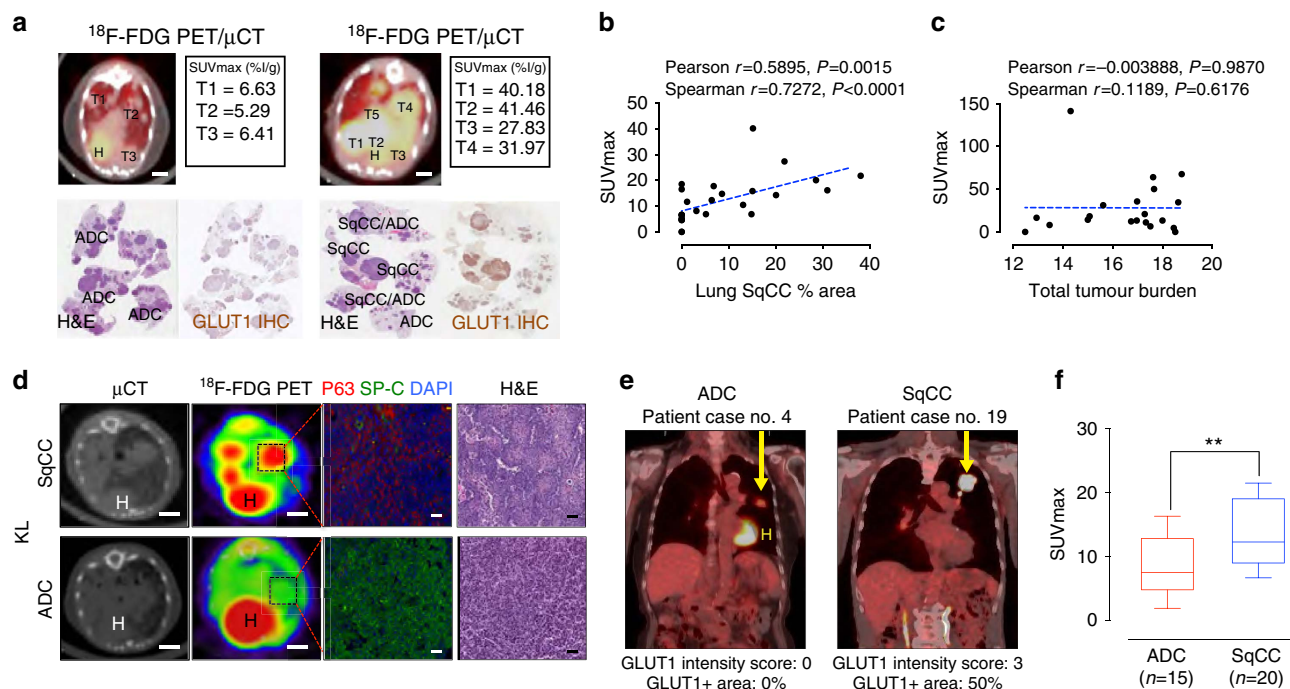 a
¹⁸F-FDG PET/μCT
SUVmax (%I/g)
T1 = 6.63
T2 =5.29
T3 = 6.41
T1
T2
H
T3
¹⁸F-FDG PET/μCT
SUVmax (%I/g)
T1 = 40.18
T2 = 41.46
T3 = 27.83
T4 = 31.97
T4
T5
T1 T2
H T3
ADC
ADC
ADC
H&E
GLUT1 IHC
SqCC/ADC
SqCC
SqCC
SqCC/ADC
ADC
H&E
GLUT1 IHC
b
Pearson r=0.5895, P=0.0015
Spearman r=0.7272, P<0.0001
SUVmax
50
40
30
20
10
0
0 10 20 30 40
Lung SqCC % area
c
Pearson r=−0.003888, P=0.9870
Spearman r=0.1189, P=0.6176
SUVmax
150
100
50
0
12 14 16 18 20
Total tumour burden
d
μCT
¹⁸F-FDG PET
P63 SP-C DAPI
H&E
KL
SqCC
H
H
ADC
H
H
e
ADC
Patient case no. 4
H
GLUT1 intensity score: 0
GLUT1+ area: 0%
SqCC
Patient case no. 19
GLUT1 intensity score: 3
GLUT1+ area: 50%
f
SUVmax
30
20
10
0
**
ADC
(n=15)
SqCC
(n=20)